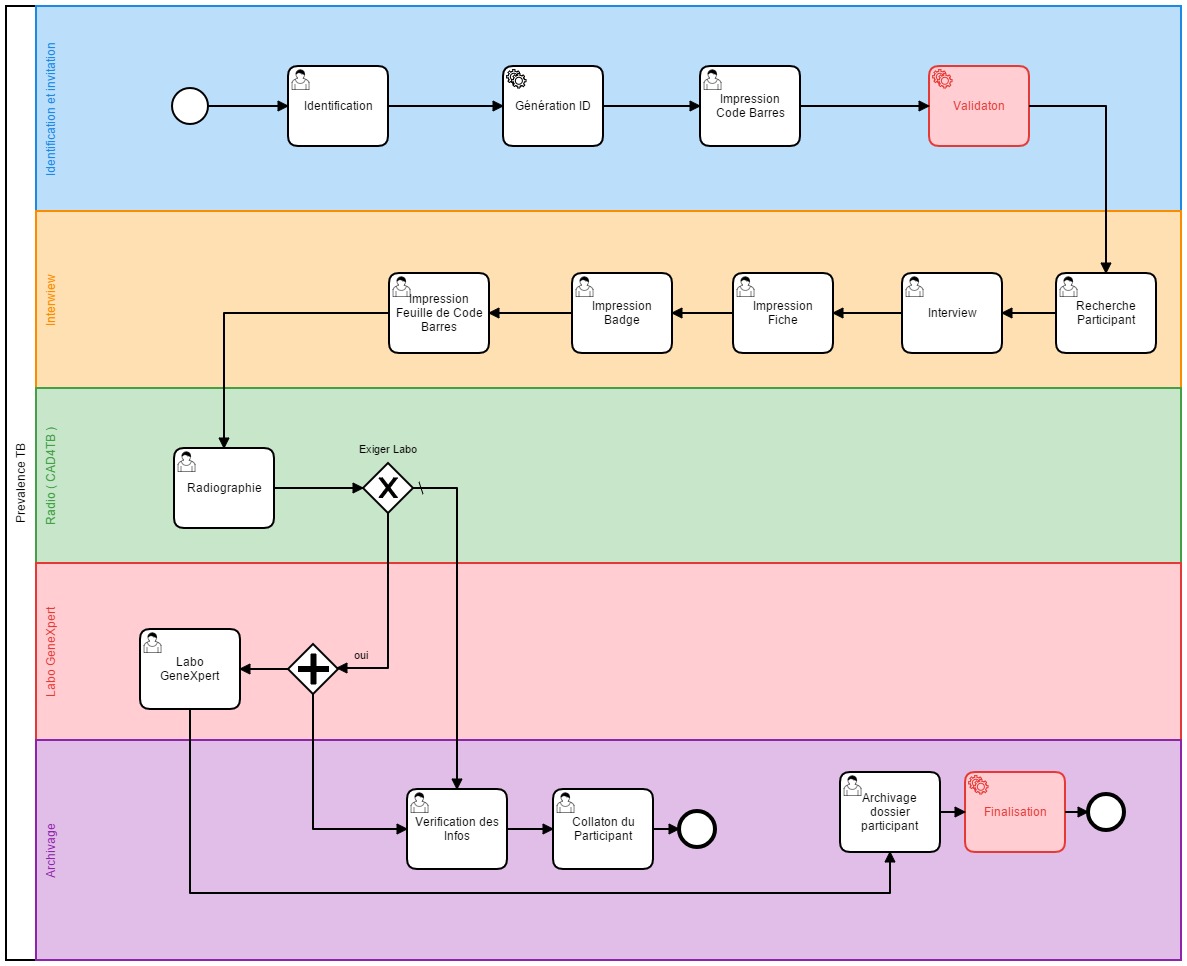 Prevalence TB
Identification et invitation
Identification
Génération ID
Impression
Code Barres
Validaton
Interwiew
Impression
Feuille de Code
Barres
Impression
Badge
Impression
Fiche
Interview
Recherche
Participant
Radio ( CAD4TB )
Radiographie
Exiger Labo
Labo GeneXpert
Labo
GeneXpert
oui
Archivage
Verification des
Infos
Collaton du
Participant
Archivage
dossier
participant
Finalisation